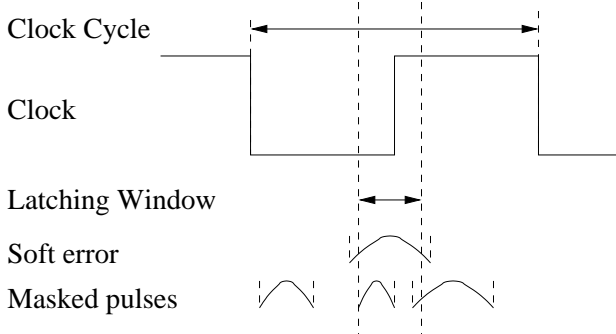 Clock Cycle
Clock
Latching Window
Soft error
Masked pulses